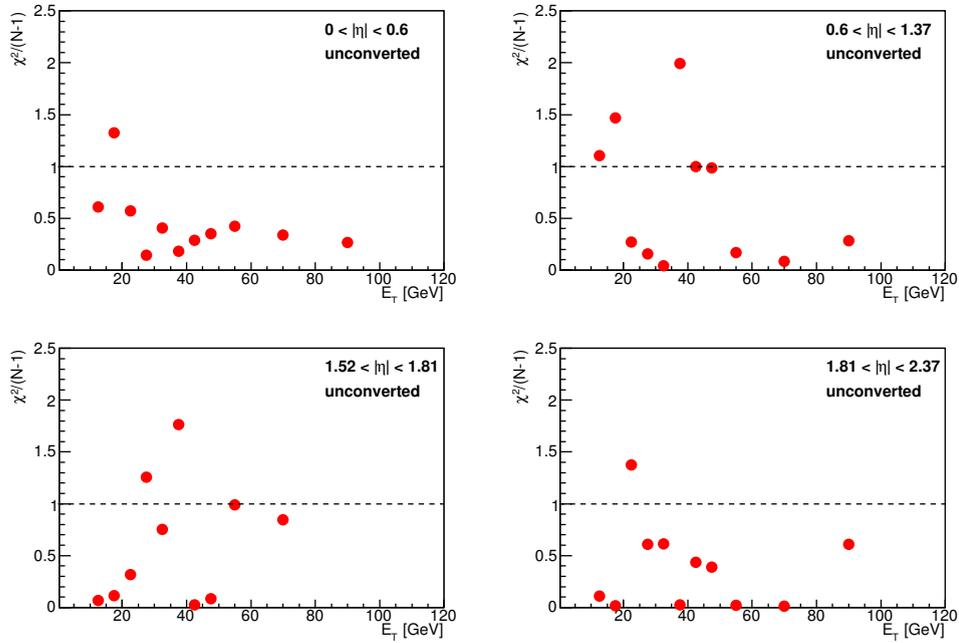 χ²/(N-1)
2.5
2
1.5
1
0.5
0
0 < |η| < 0.6
unconverted
20 40 60 80 100 120
E_T [GeV]
χ²/(N-1)
2.5
2
1.5
1
0.5
0
0.6 < |η| < 1.37
unconverted
20 40 60 80 100 120
E_T [GeV]
χ²/(N-1)
2.5
2
1.5
1
0.5
0
1.52 < |η| < 1.81
unconverted
20 40 60 80 100 120
E_T [GeV]
χ²/(N-1)
2.5
2
1.5
1
0.5
0
1.81 < |η| < 2.37
unconverted
20 40 60 80 100 120
E_T [GeV]